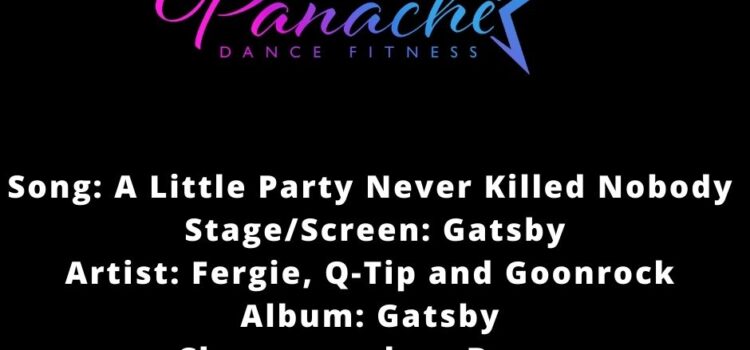 Panache
DANCE FITNESS
Song: A Little Party Never Killed Nobody
Stage/Screen: Gatsby
Artist: Fergie, Q-Tip and Goonrock
Album: Gatsby